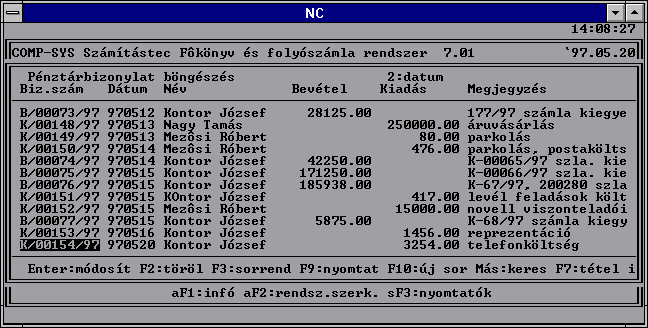 NC
14:08:27
COMP-SYS Számítástec Fôkönyv és folyószámla rendszer 7.01 `97.05.20
Pénztárbizonylat böngészés 2:datum
Biz.szám Dátum Név Bevétel Kiadás Megjegyzés
B/00073/97 970512 Kontor József 28125.00 177/97 számla kiegye
K/00148/97 970513 Nagy Tamás 250000.00 áruvásárlás
K/00149/97 970513 Mezôsi Róbert 80.00 parkolás
K/00150/97 970514 Mezôsi Róbert 476.00 parkolás, postakölts
B/00074/97 970514 Kontor József 42250.00 K-00065/97 szla. kie
B/00075/97 970515 Kontor József 171250.00 K-00066/97 szla. kie
B/00076/97 970515 Kontor József 185938.00 K-67/97, 200280 szla
K/00151/97 970515 KOntor József 417.00 levél feladások költ
K/00152/97 970515 Mezôsi Róbert 15000.00 novell viszonteladói
B/00077/97 970515 Kontor József 5875.00 K-68/97 számla kiegy
K/00153/97 970516 Kontor József 1456.00 reprezentáció
K/00154/97 970520 Kontor József 3254.00 telefonköltség
Enter:módosít F2:töröl F3:sorrend F9:nyomtat F10:új sor Más:keres F7:tétel i
aF1:infó aF2:rendsz.szerk. sF3:nyomtatók